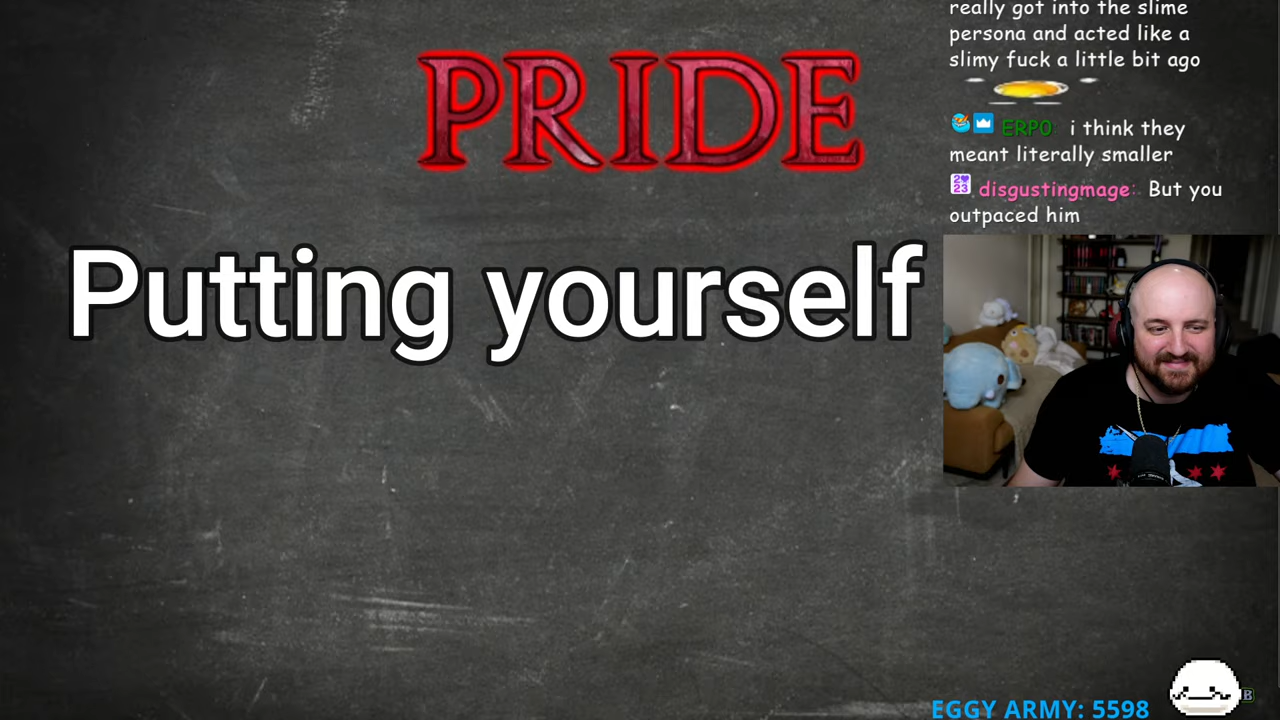 PRIDE
Putting yourself
really got into the slime
persona and acted like a
slimy fuck a little bit ago
ERPO: i think they
meant literally smaller
disgustingmage: But you
outpaced him
EGGY ARMY: 5598
B